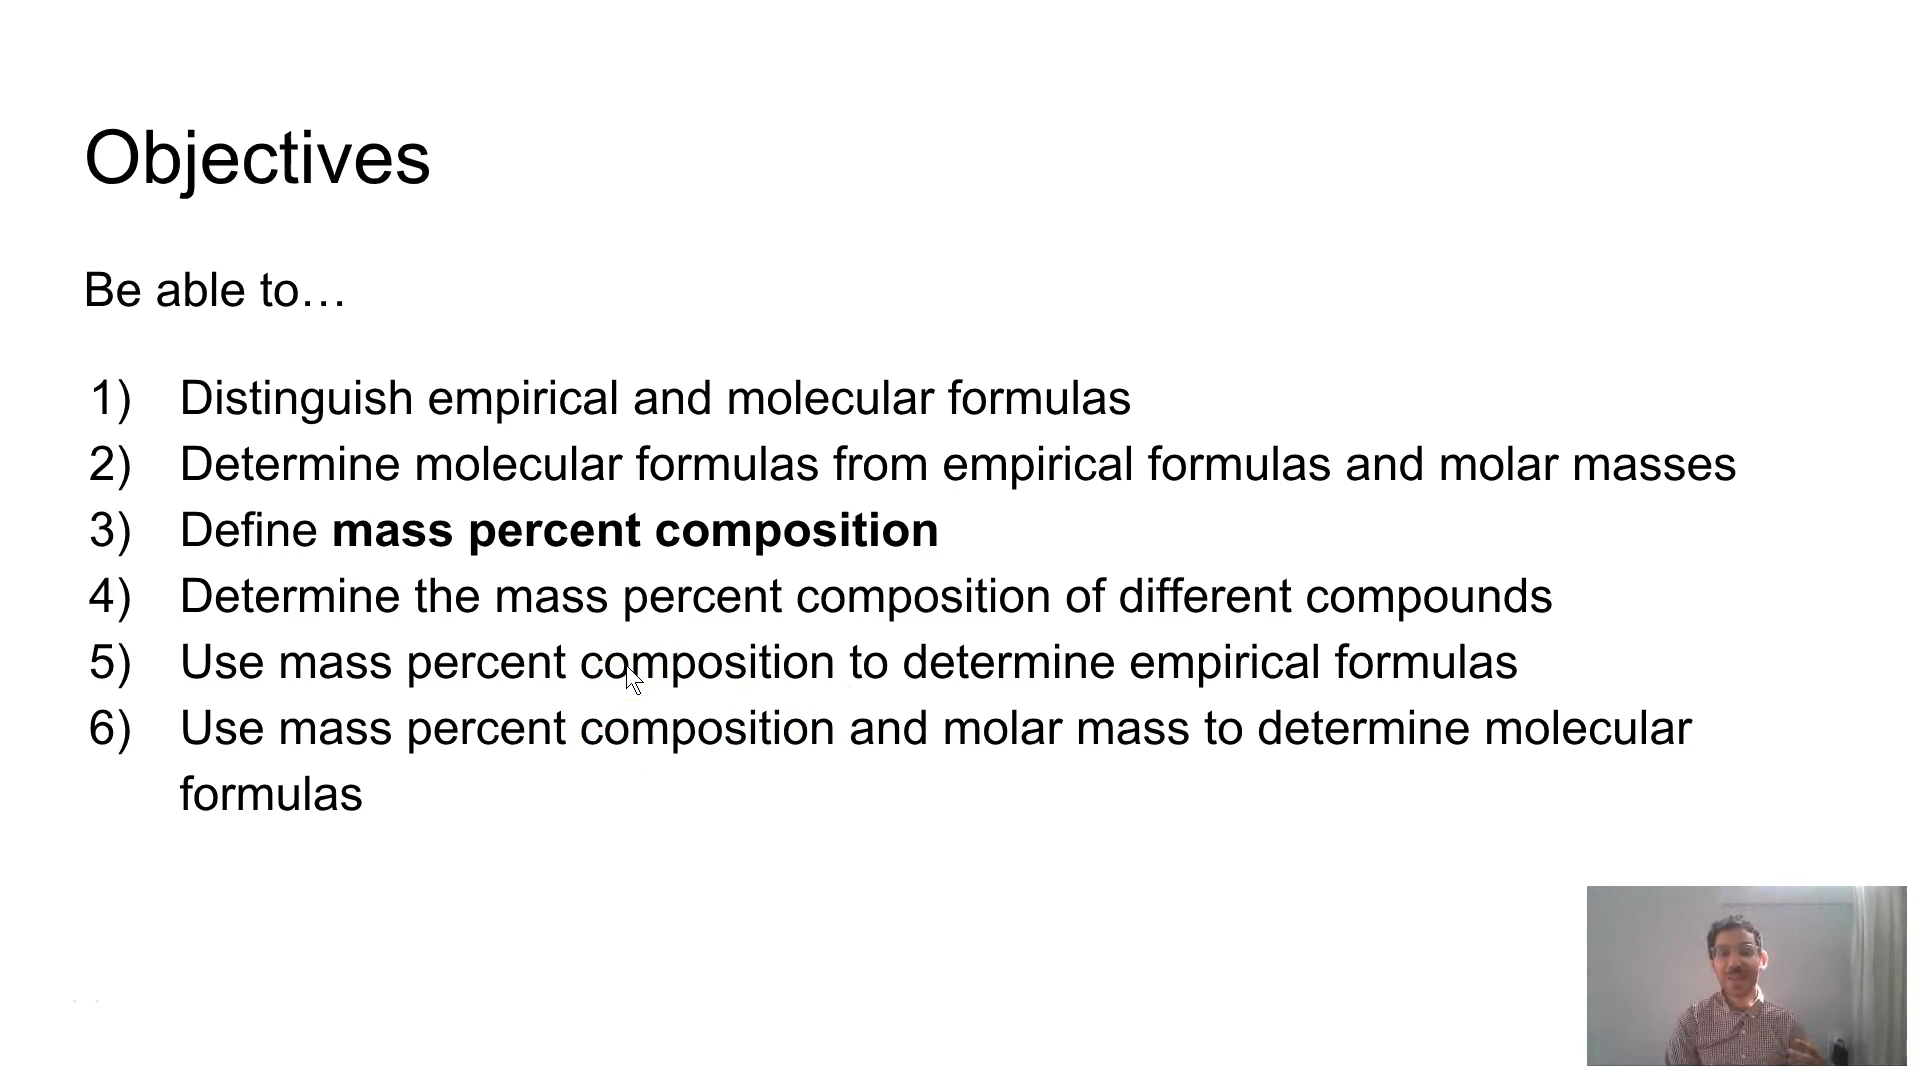 Objectives
Be able to…
1) Distinguish empirical and molecular formulas
2) Determine molecular formulas from empirical formulas and molar masses
3) Define mass percent composition
4) Determine the mass percent composition of different compounds
5) Use mass percent composition to determine empirical formulas
6) Use mass percent composition and molar mass to determine molecular
formulas